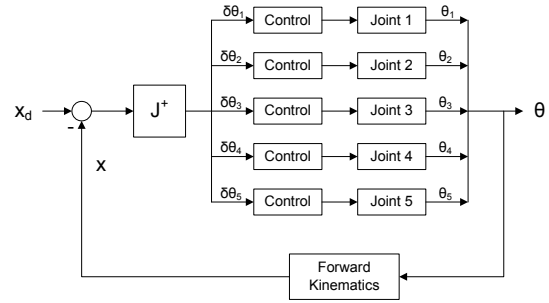 δθ1 Control Joint 1 θ1
δθ2 Control Joint 2 θ2
xd - J+ δθ3 Control Joint 3 θ3 θ
x δθ4 Control Joint 4 θ4
δθ5 Control Joint 5 θ5
Forward
Kinematics